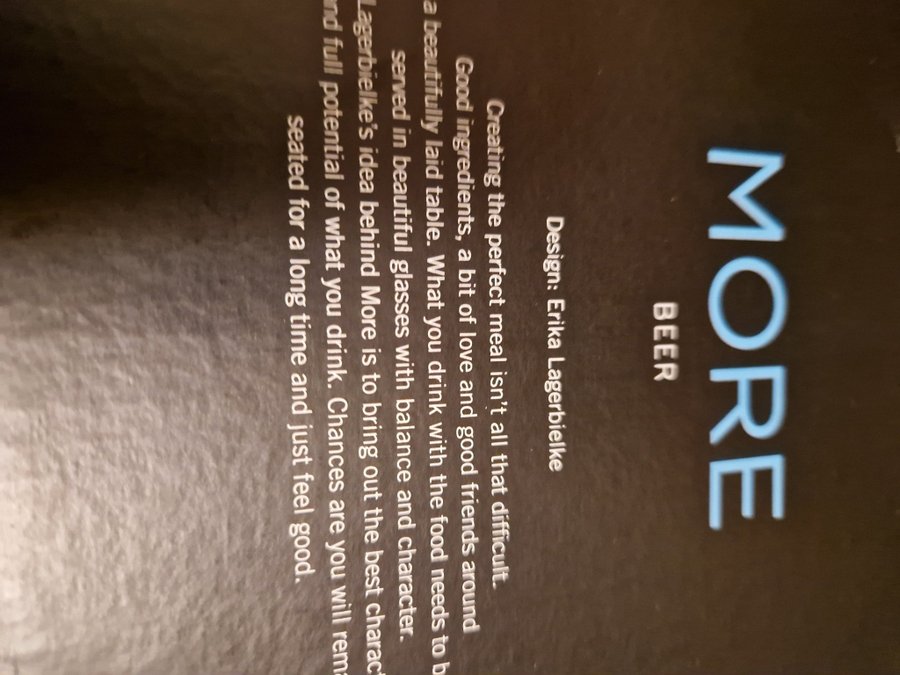 MORE
BEER
Design: Erika Lagerbielke
Creating the perfect meal isn't all that difficult.
Good ingredients, a bit of love and good friends around
a beautifully laid table. What you drink with the food needs to b
served in beautiful glasses with balance and character.
Lagerbielke's idea behind More is to bring out the best charact
nd full potential of what you drink. Chances are you will rema
seated for a long time and just feel good.